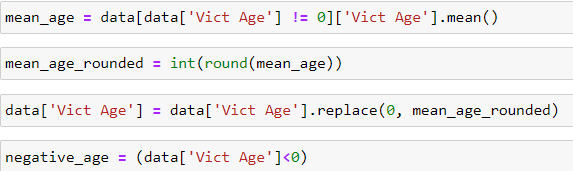 mean_age = data[data['Vict Age'] != 0]['Vict Age'].mean()
mean_age_rounded = int(round(mean_age))
data['Vict Age'] = data['Vict Age'].replace(0, mean_age_rounded)
negative_age = (data['Vict Age']<0)